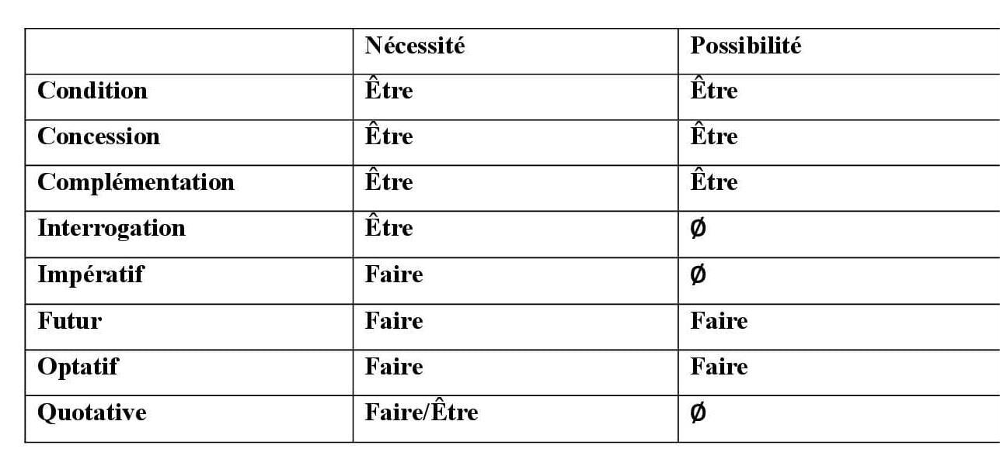 Nécessité Possibilité
Condition Être Être
Concession Être Être
Complémentation Être Être
Interrogation Être Ø
Impératif Faire Ø
Futur Faire Faire
Optatif Faire Faire
Quotative Faire/Être Ø